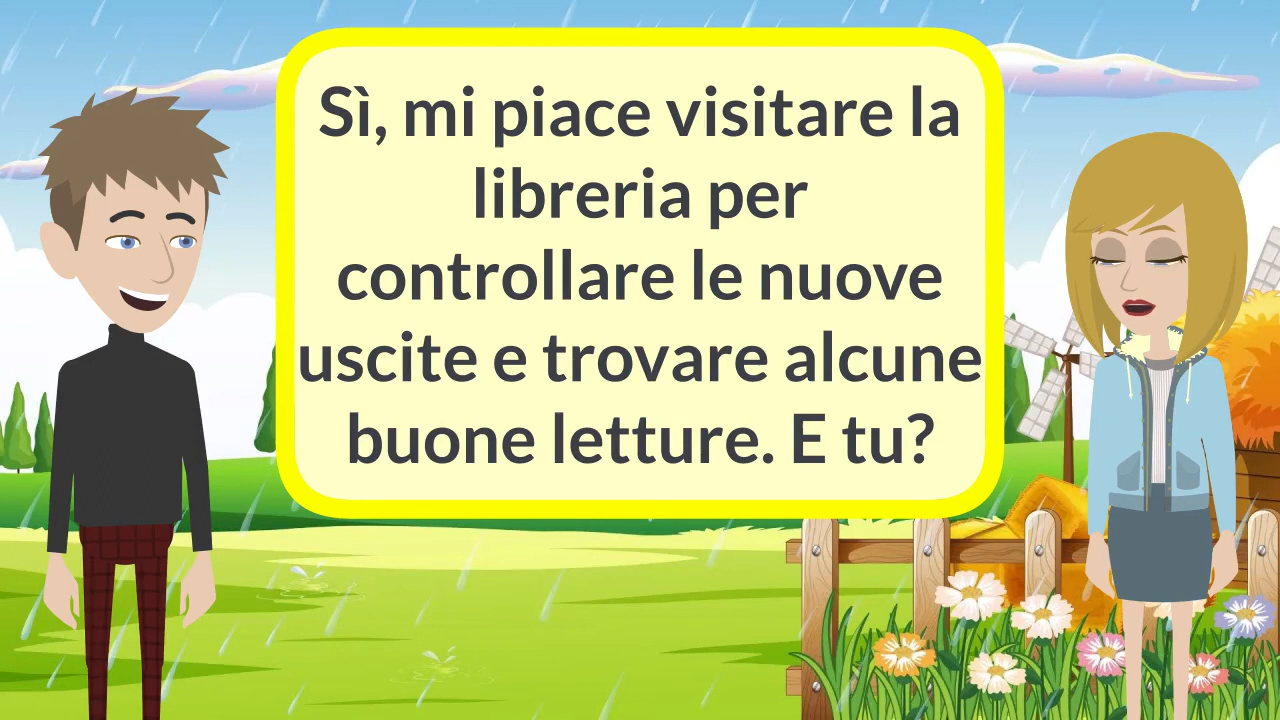 Sì, mi piace visitare la
libreria per
controllare le nuove
uscite e trovare alcune
buone letture. E tu?